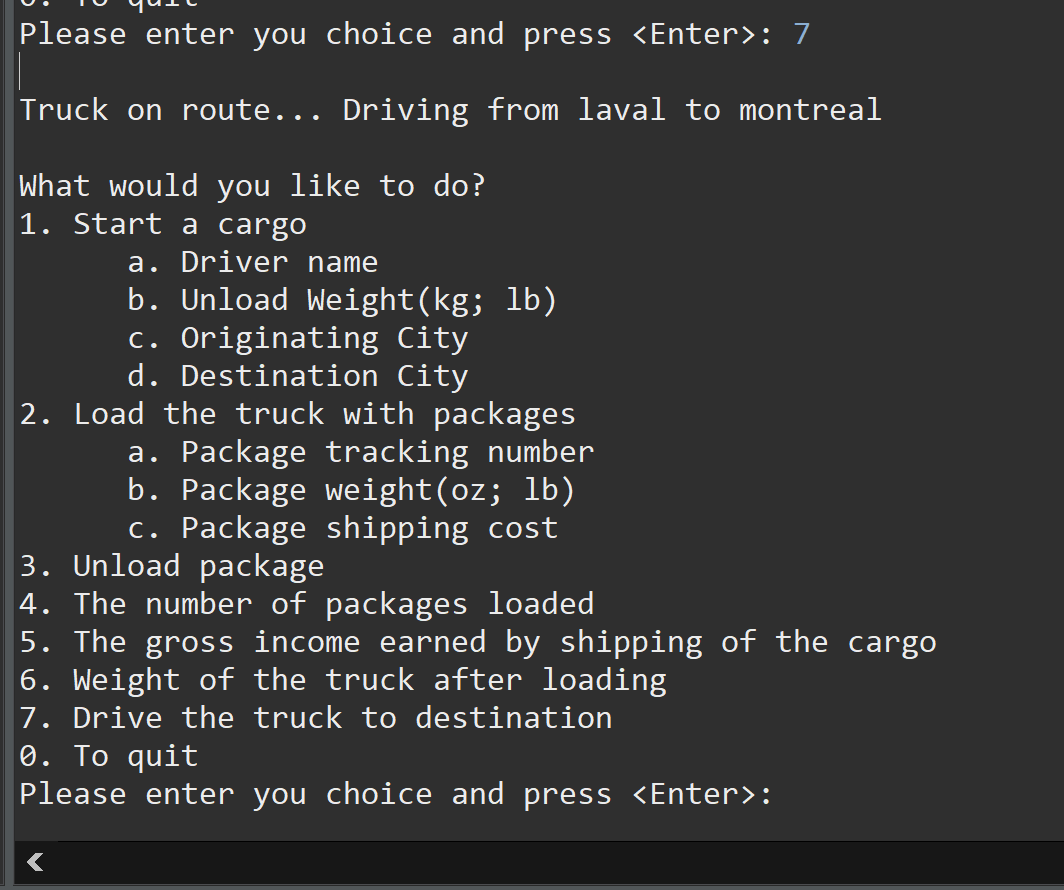 0. To quit
Please enter you choice and press <Enter>: 7
Truck on route... Driving from laval to montreal
What would you like to do?
1. Start a cargo
a. Driver name
b. Unload Weight(kg; lb)
c. Originating City
d. Destination City
2. Load the truck with packages
a. Package tracking number
b. Package weight(oz; lb)
c. Package shipping cost
3. Unload package
4. The number of packages loaded
5. The gross income earned by shipping of the cargo
6. Weight of the truck after loading
7. Drive the truck to destination
0. To quit
Please enter you choice and press <Enter>: